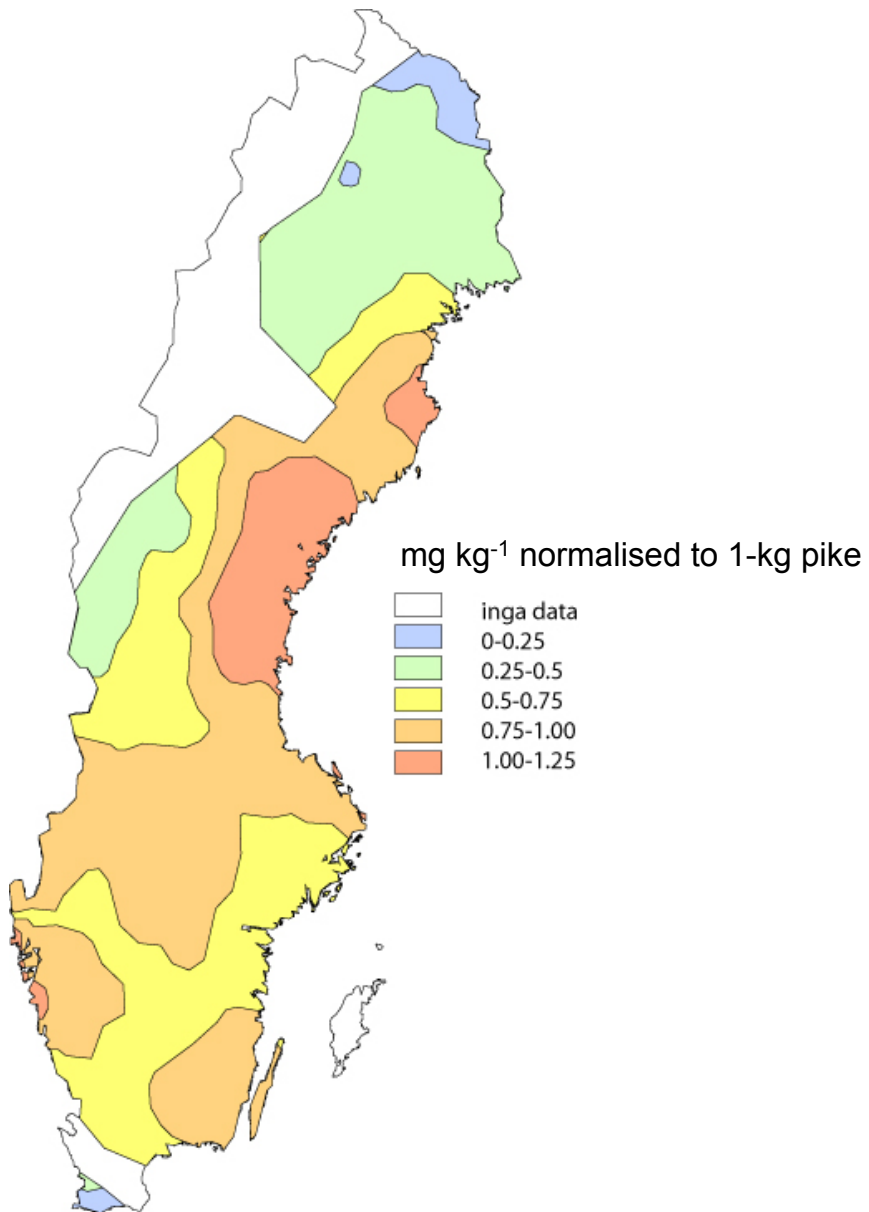 mg kg⁻¹ normalised to 1-kg pike
inga data
0-0.25
0.25-0.5
0.5-0.75
0.75-1.00
1.00-1.25